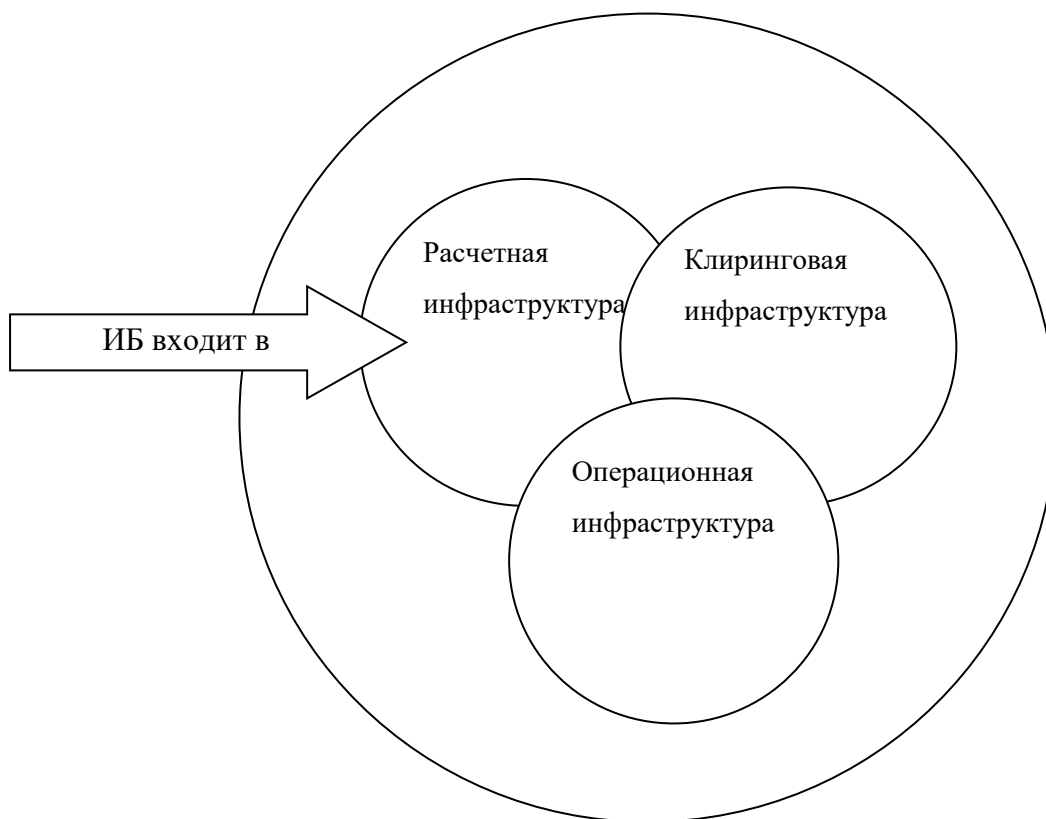 Расчетная
инфраструктура
Клиринговая
инфраструктура
ИБ входит в
Операционная
инфраструктура